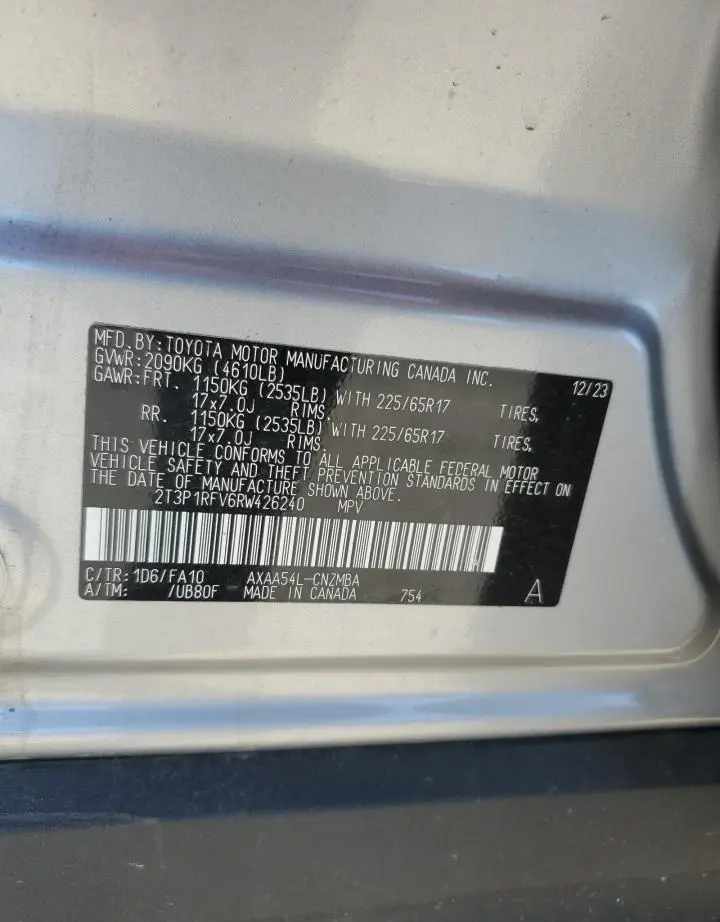 MFD.BY:TOYOTA MOTOR MANUFACTURING CANADA INC.
GVWR:2090KG (4610LB) 12/23
GAWR:FRT. 1150KG (2535LB) WITH 225/65R17 TIRES,
17x7.0J RIMS
RR. 1150KG (2535LB) WITH 225/65R17 TIRES,
17x7.0J RIMS
THIS VEHICLE CONFORMS TO ALL APPLICABLE FEDERAL MOTOR
VEHICLE SAFETY AND THEFT PREVENTION STANDARDS IN EFFECT ON
THE DATE OF MANUFACTURE SHOWN ABOVE.
2T3P1RFV6RW426240 MPV
C/TR:1D6/FA10 AXAA54L-CNZMBA
A/TM: /UB80F MADE IN CANADA 754 A